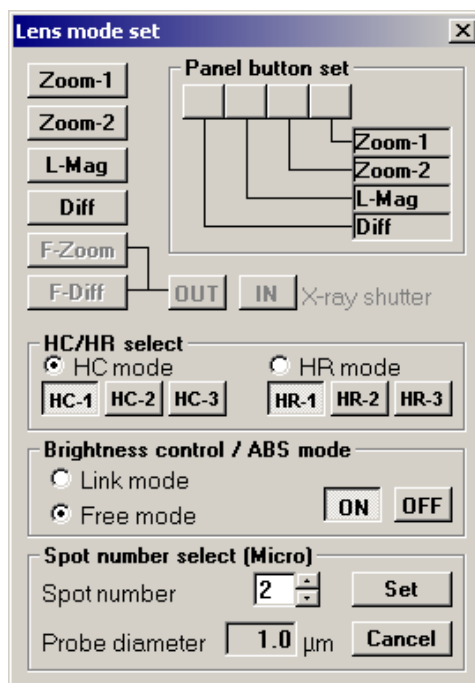 Lens mode set
Zoom-1
Zoom-2
L-Mag
Diff
F-Zoom
F-Diff
Panel button set
Zoom-1
Zoom-2
L-Mag
Diff
OUT IN X-ray shutter
HC/HR select
HC mode HR mode
HC-1 HC-2 HC-3 HR-1 HR-2 HR-3
Brightness control / ABS mode
Link mode
Free mode ON OFF
Spot number select (Micro)
Spot number 2 Set
Probe diameter 1.0 μm Cancel